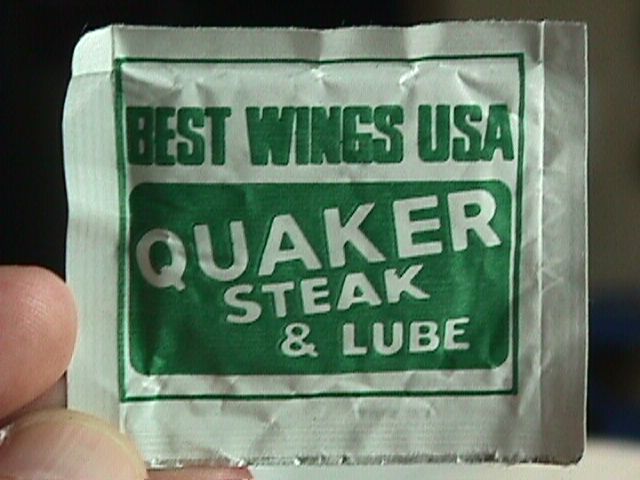 BEST WINGS USA
QUAKER
STEAK
& LUBE